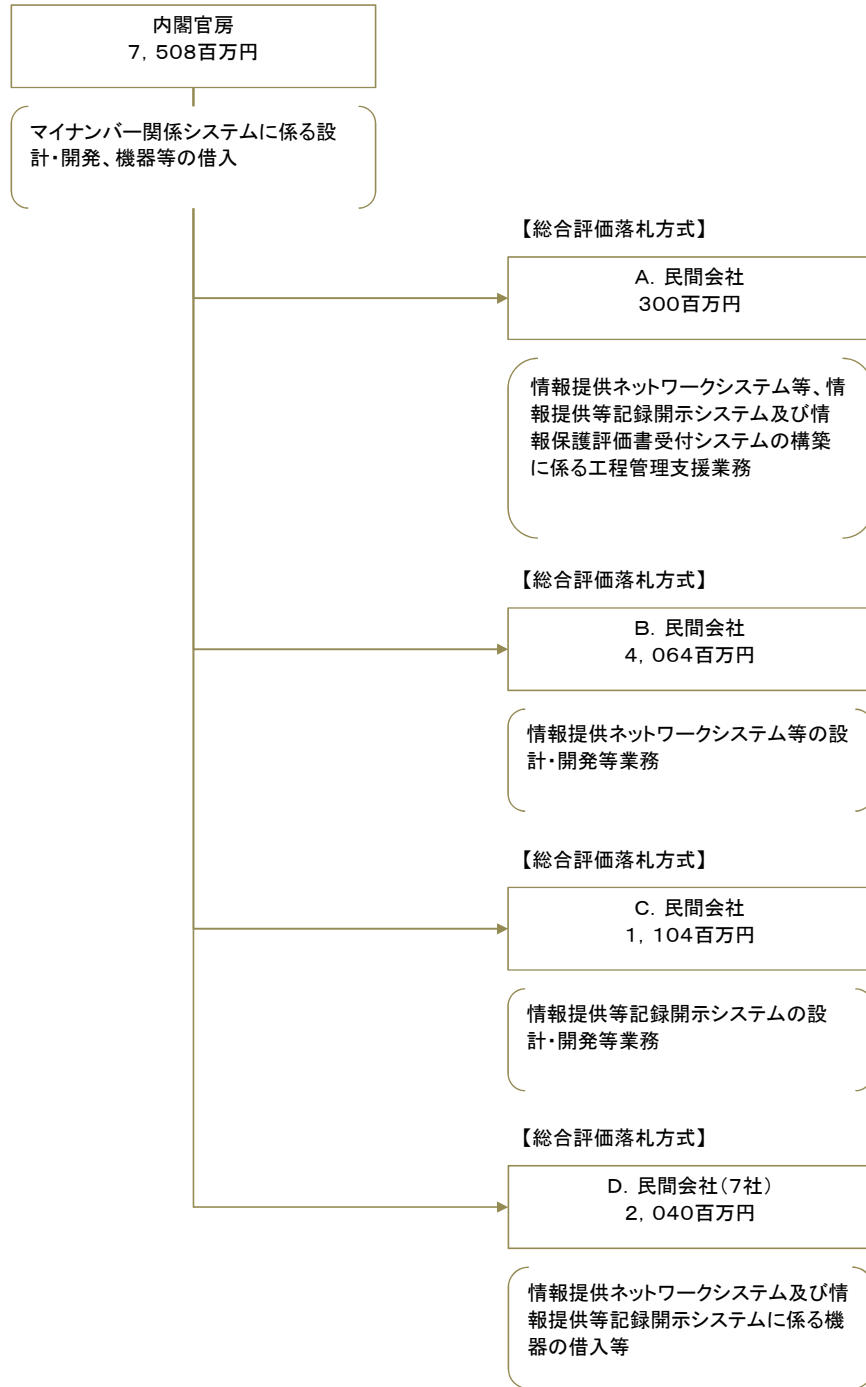 内閣官房
7,508百万円
マイナンバー関係システムに係る設
計・開発、機器等の借入
【総合評価落札方式】
A.民間会社
300百万円
情報提供ネットワークシステム等、情
報提供等記録開示システム及び情
報保護評価書受付システムの構築
に係る工程管理支援業務
【総合評価落札方式】
B.民間会社
4,064百万円
情報提供ネットワークシステム等の設
計・開発等業務
【総合評価落札方式】
C.民間会社
1,104百万円
情報提供等記録開示システムの設
計・開発等業務
【総合評価落札方式】
D.民間会社(7社)
2,040百万円
情報提供ネットワークシステム及び情
報提供等記録開示システムに係る機
器の借入等